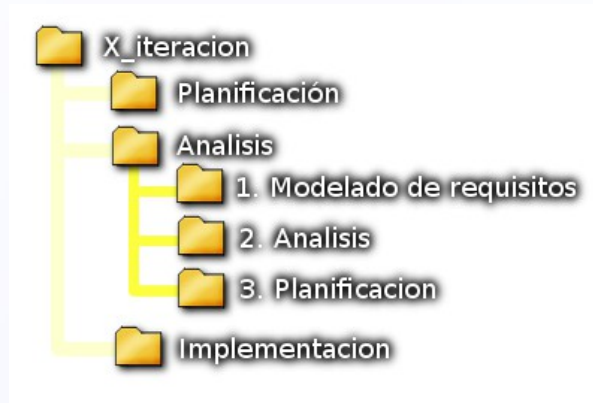 X_iteracion
Planificación
Analisis
1. Modelado de requisitos
2. Analisis
3. Planificacion
Implementacion